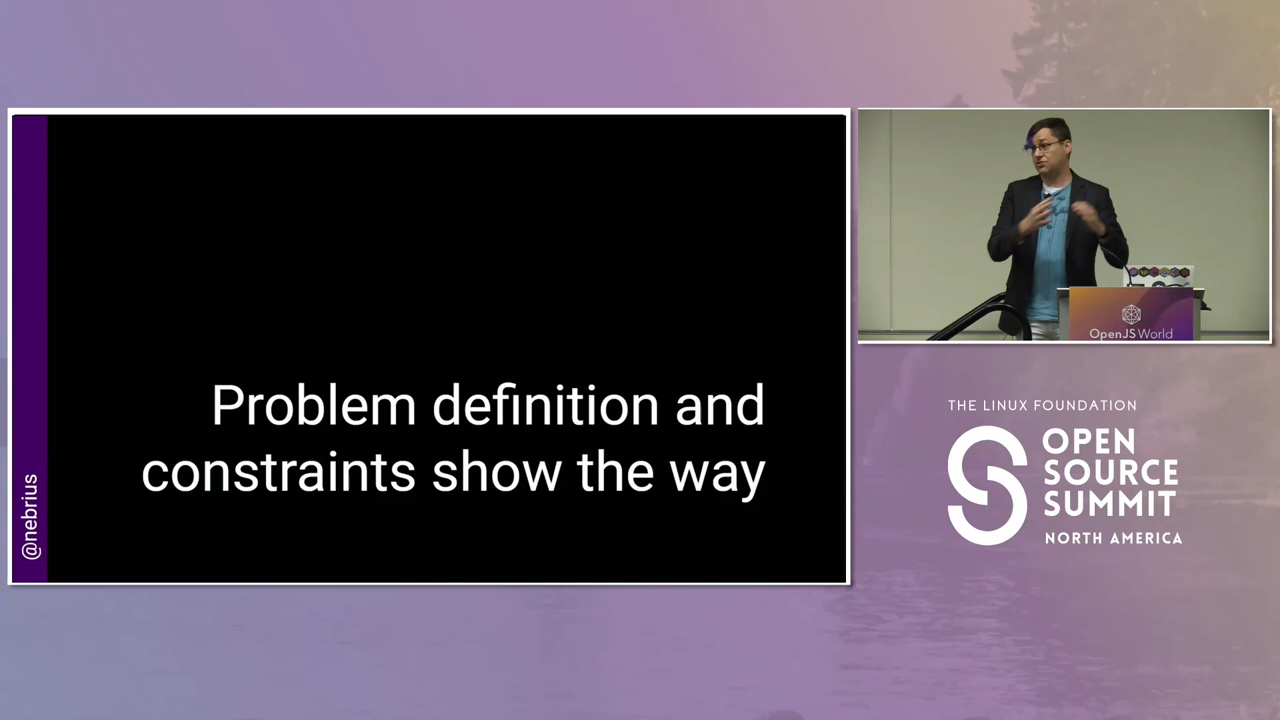 Problem definition and
constraints show the way
@nebrius
OpenJS World
THE LINUX FOUNDATION
OPEN
SOURCE
SUMMIT
NORTH AMERICA